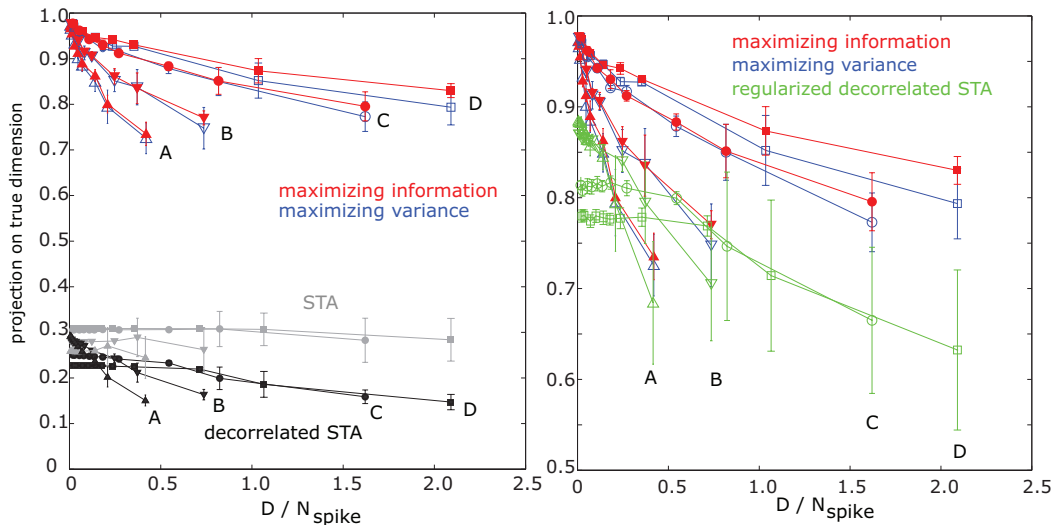 projection on true dimension
1.0
0.9
0.8
0.7
0.6
0.5
0.4
0.3
0.2
0.1
0
D
C
B
A
maximizing information
maximizing variance
STA
A
B
C
D
decorrelated STA
0
0.5
1.0
1.5
2.0
2.5
D / Nspike
1.0
0.9
0.8
0.7
0.6
0.5
maximizing information
maximizing variance
regularized decorrelated STA
A
B
C
D
0
0.5
1.0
1.5
2.0
2.5
D / Nspike